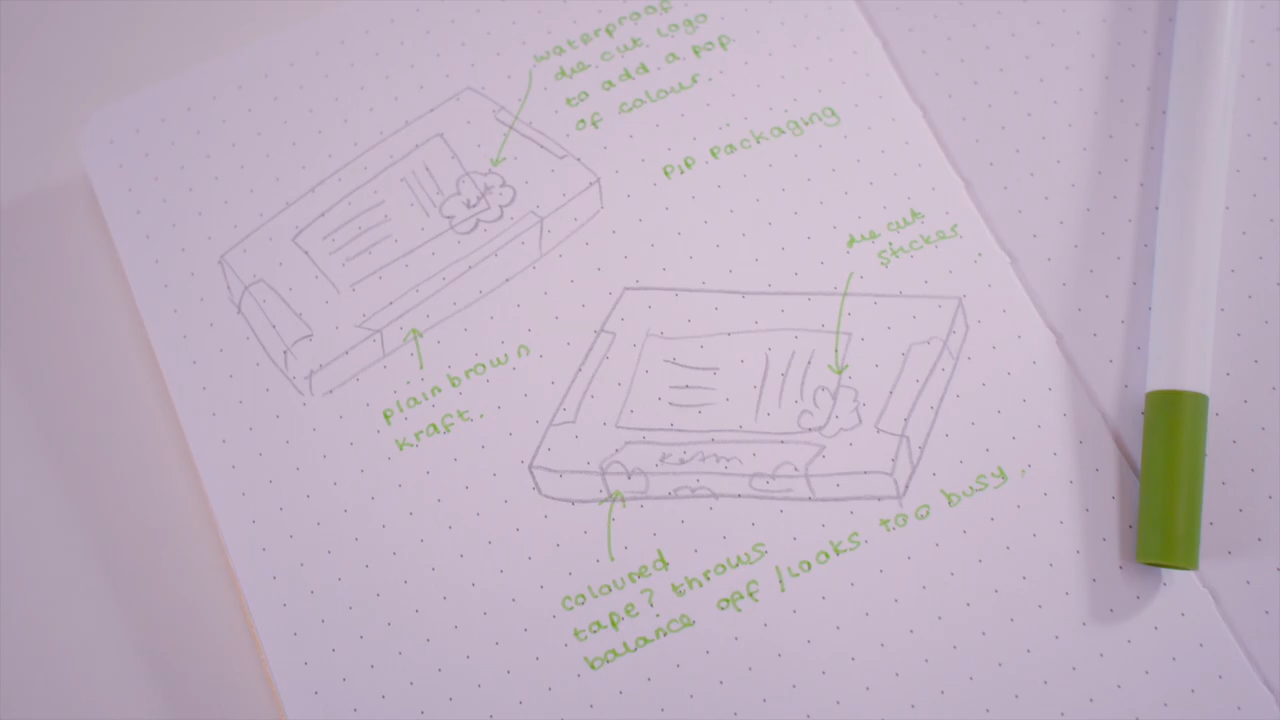 waterproof
die cut logo
to add a pop
of colour
PIP Packaging
die cut
sticker
plain brown
kraft.
coloured
tape? throws
balance off / looks too busy.